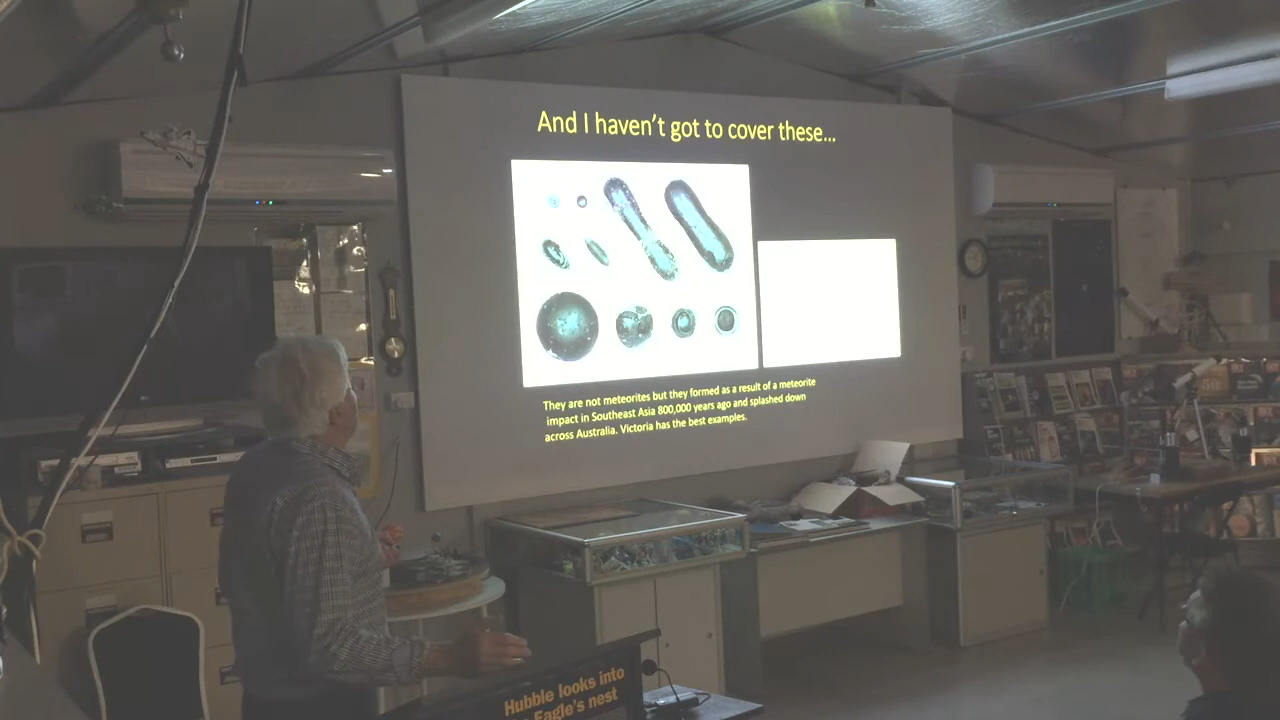 And I haven't got to cover these...
They are not meteorites but they formed as a result of a meteorite
impact in Southeast Asia 800,000 years ago and splashed down
across Australia. Victoria has the best examples.
Hubble looks into
Eagle's nest